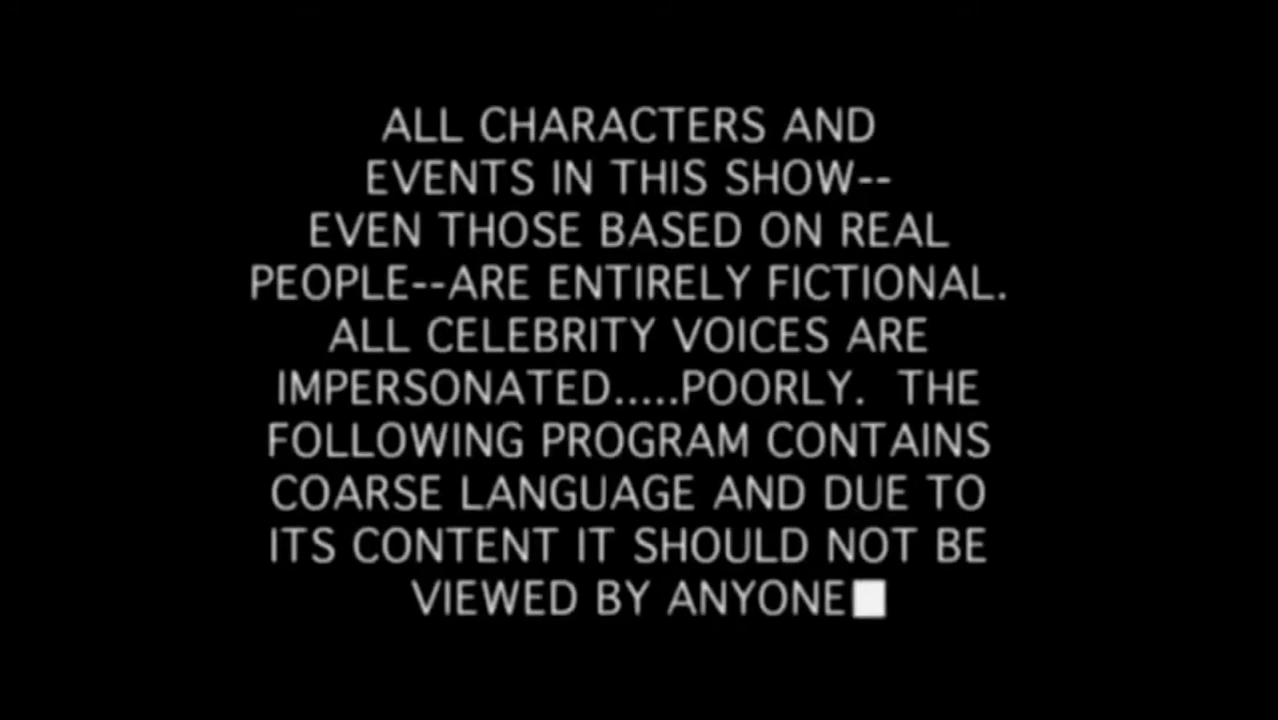 ALL CHARACTERS AND
EVENTS IN THIS SHOW--
EVEN THOSE BASED ON REAL
PEOPLE--ARE ENTIRELY FICTIONAL.
ALL CELEBRITY VOICES ARE
IMPERSONATED.....POORLY.  THE
FOLLOWING PROGRAM CONTAINS
COARSE LANGUAGE AND DUE TO
ITS CONTENT IT SHOULD NOT BE
VIEWED BY ANYONE